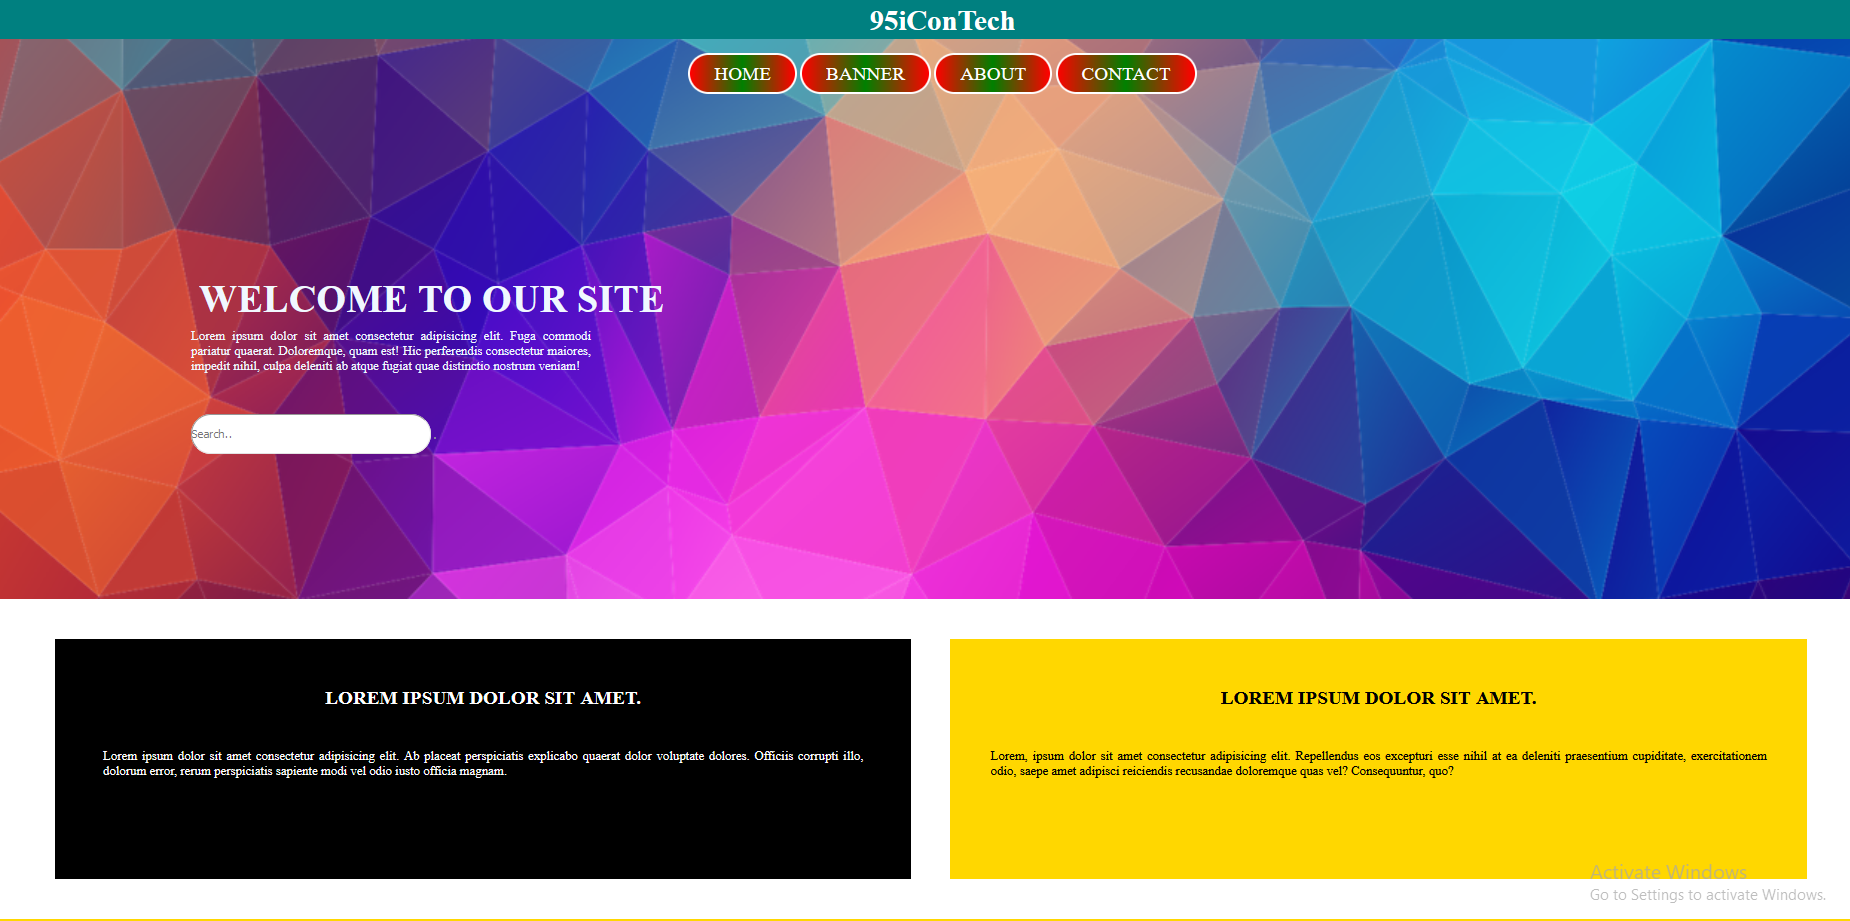 95iConTech
HOME BANNER ABOUT CONTACT
WELCOME TO OUR SITE
Lorem ipsum dolor sit amet consectetur adipisicing elit. Fuga commodi
pariatur quaerat. Doloremque, quam est! Hic perferendis consectetur maiores,
impedit nihil, culpa deleniti ab atque fugiat quae distinctio nostrum veniam!
Search.. .
LOREM IPSUM DOLOR SIT AMET.
Lorem ipsum dolor sit amet consectetur adipisicing elit. Ab placeat perspiciatis explicabo quaerat dolor voluptate dolores. Officiis corrupti illo,
dolorum error, rerum perspiciatis sapiente modi vel odio iusto officia magnam.
LOREM IPSUM DOLOR SIT AMET.
Lorem, ipsum dolor sit amet consectetur adipisicing elit. Repellendus eos excepturi esse nihil at ea deleniti praesentium cupiditate, exercitationem
odio, saepe amet adipisci reiciendis recusandae doloremque quas vel? Consequuntur, quo?
Activate Windows
Go to Settings to activate Windows.